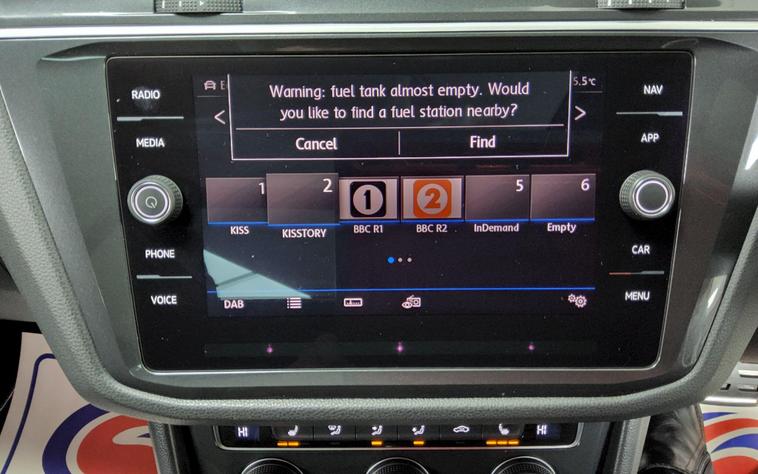 RADIO
MEDIA
PHONE
VOICE
Warning: fuel tank almost empty. Would
you like to find a fuel station nearby?
Cancel Find
5.5°C
< >
1 2 1 2 5 6
KISS KISSTORY BBC R1 BBC R2 InDemand Empty
DAB
NAV
APP
CAR
MENU
HI HI